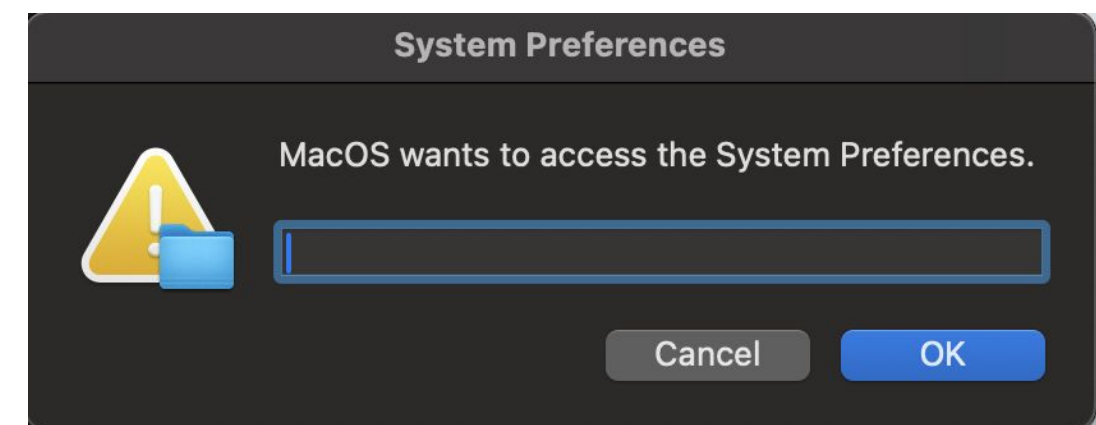 System Preferences
MacOS wants to access the System Preferences.
Cancel OK